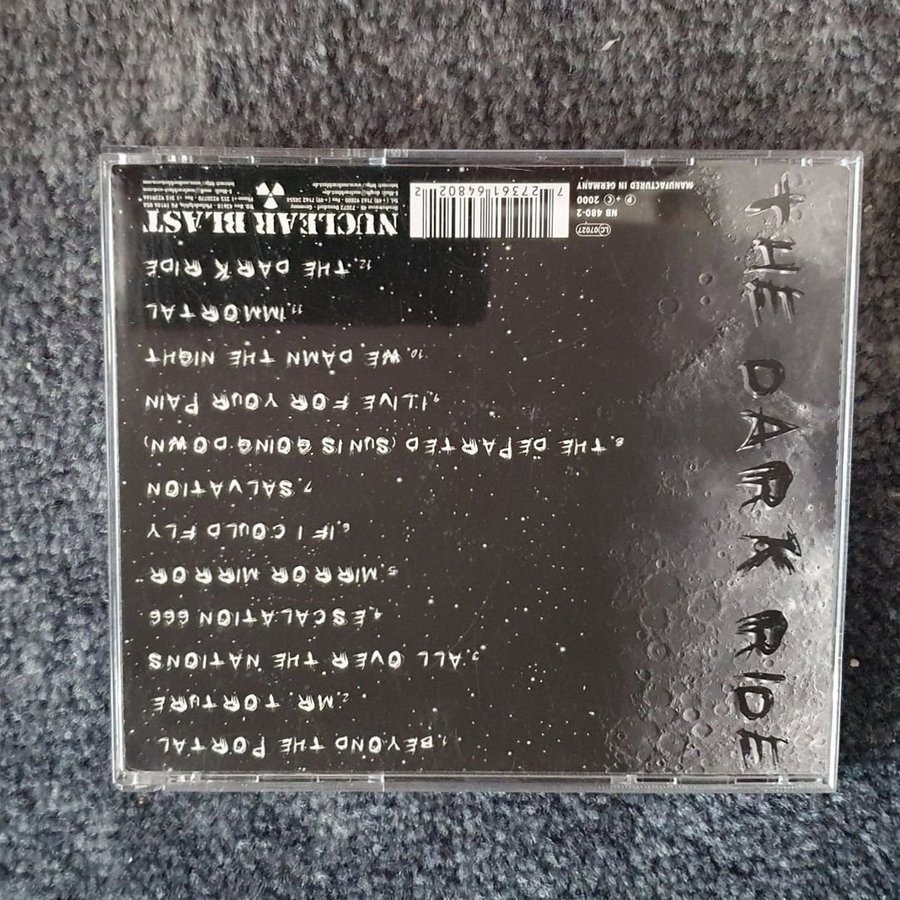 THE DARK RIDE
1. BEYOND THE PORTAL
2. MR. TORTURE
3. ALL OVER THE NATIONS
4. ESCALATION 666
5. MIRROR MIRROR
6. IF I COULD FLY
7. SALVATION
8. THE DEPARTED (SUN IS GOING DOWN)
9. I LIVE FOR YOUR PAIN
10. WE DAMN THE NIGHT
11. IMMORTAL
12. THE DARK RIDE
NUCLEAR BLAST
7 27361 64802 2
LC 07027
NB 480-2
℗ + © 2000
MANUFACTURED IN GERMANY